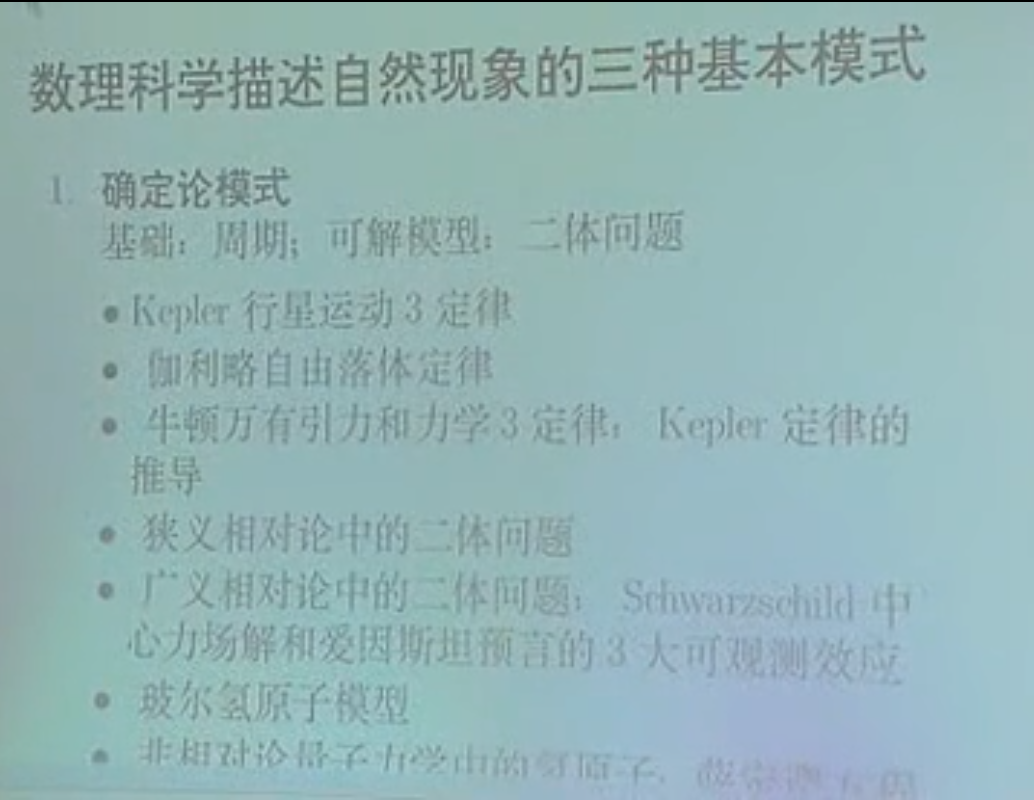 数理科学描述自然现象的三种基本模式
1. 确定论模式
基础：周期；可解模型：二体问题
• Kepler 行星运动 3 定律
• 伽利略自由落体定律
• 牛顿万有引力和力学 3 定律： Kepler 定律的
推导
• 狭义相对论中的二体问题
• 广义相对论中的二体问题： Schwarzschild 中
心力场解和爱因斯坦预言的 3 大可观测效应
• 玻尔氢原子模型
• 非相对论量子力学中的氢原子